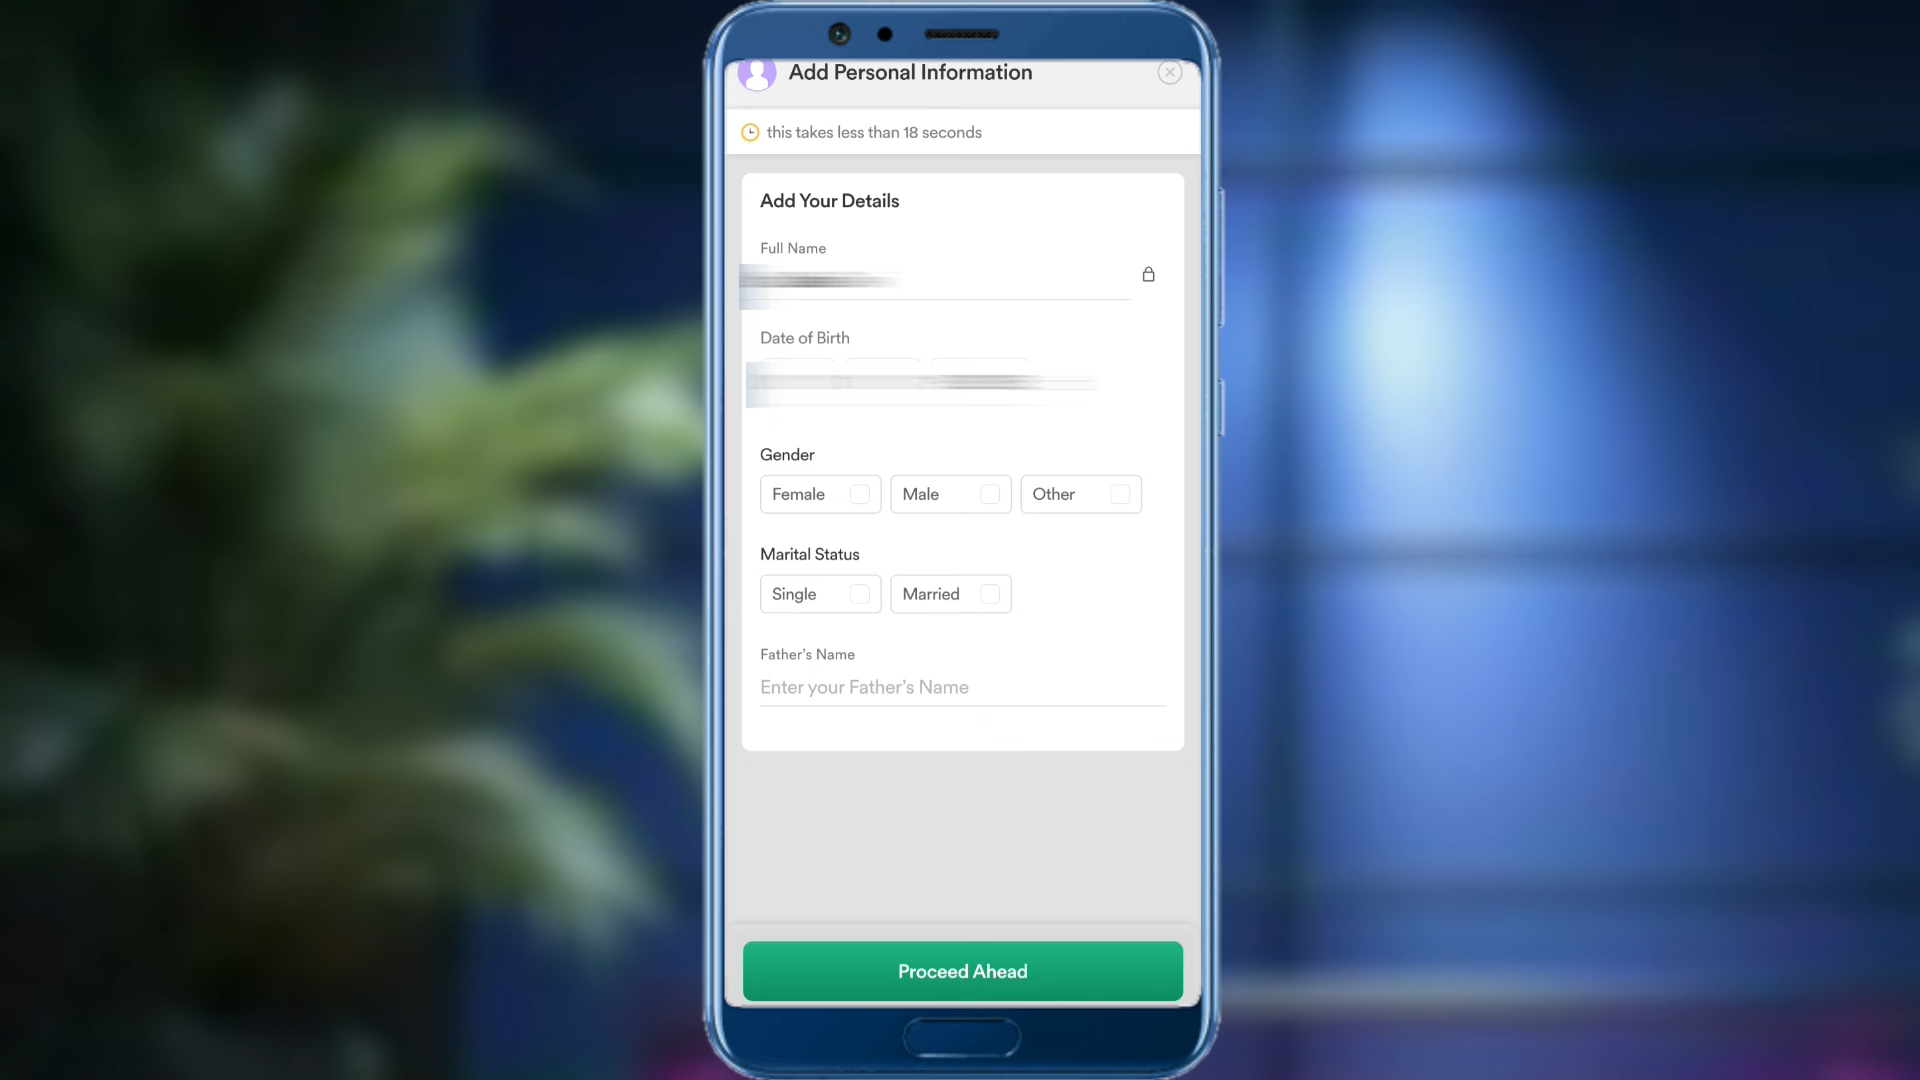 Add Personal Information
this takes less than 18 seconds
Add Your Details
Full Name
Date of Birth
Gender
Female
Male
Other
Marital Status
Single
Married
Father's Name
Enter your Father's Name
Proceed Ahead